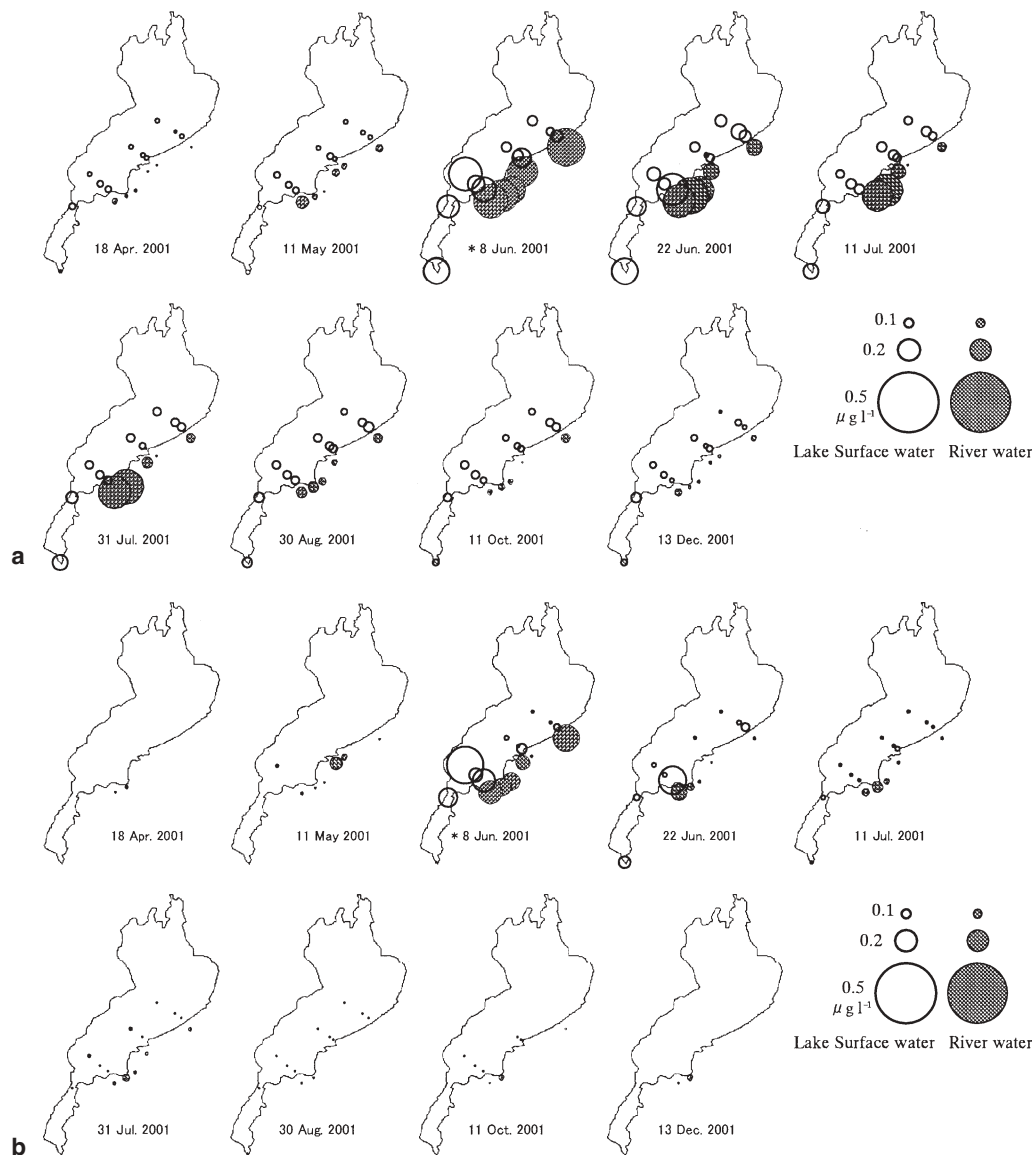 18 Apr. 2001
11 May 2001
* 8 Jun. 2001
22 Jun. 2001
11 Jul. 2001
0.1
0.2
0.5
μ g l⁻¹
Lake Surface water River water
31 Jul. 2001
30 Aug. 2001
11 Oct. 2001
13 Dec. 2001
a
18 Apr. 2001
11 May 2001
* 8 Jun. 2001
22 Jun. 2001
11 Jul. 2001
0.1
0.2
0.5
μ g l⁻¹
Lake Surface water River water
31 Jul. 2001
30 Aug. 2001
11 Oct. 2001
13 Dec. 2001
b